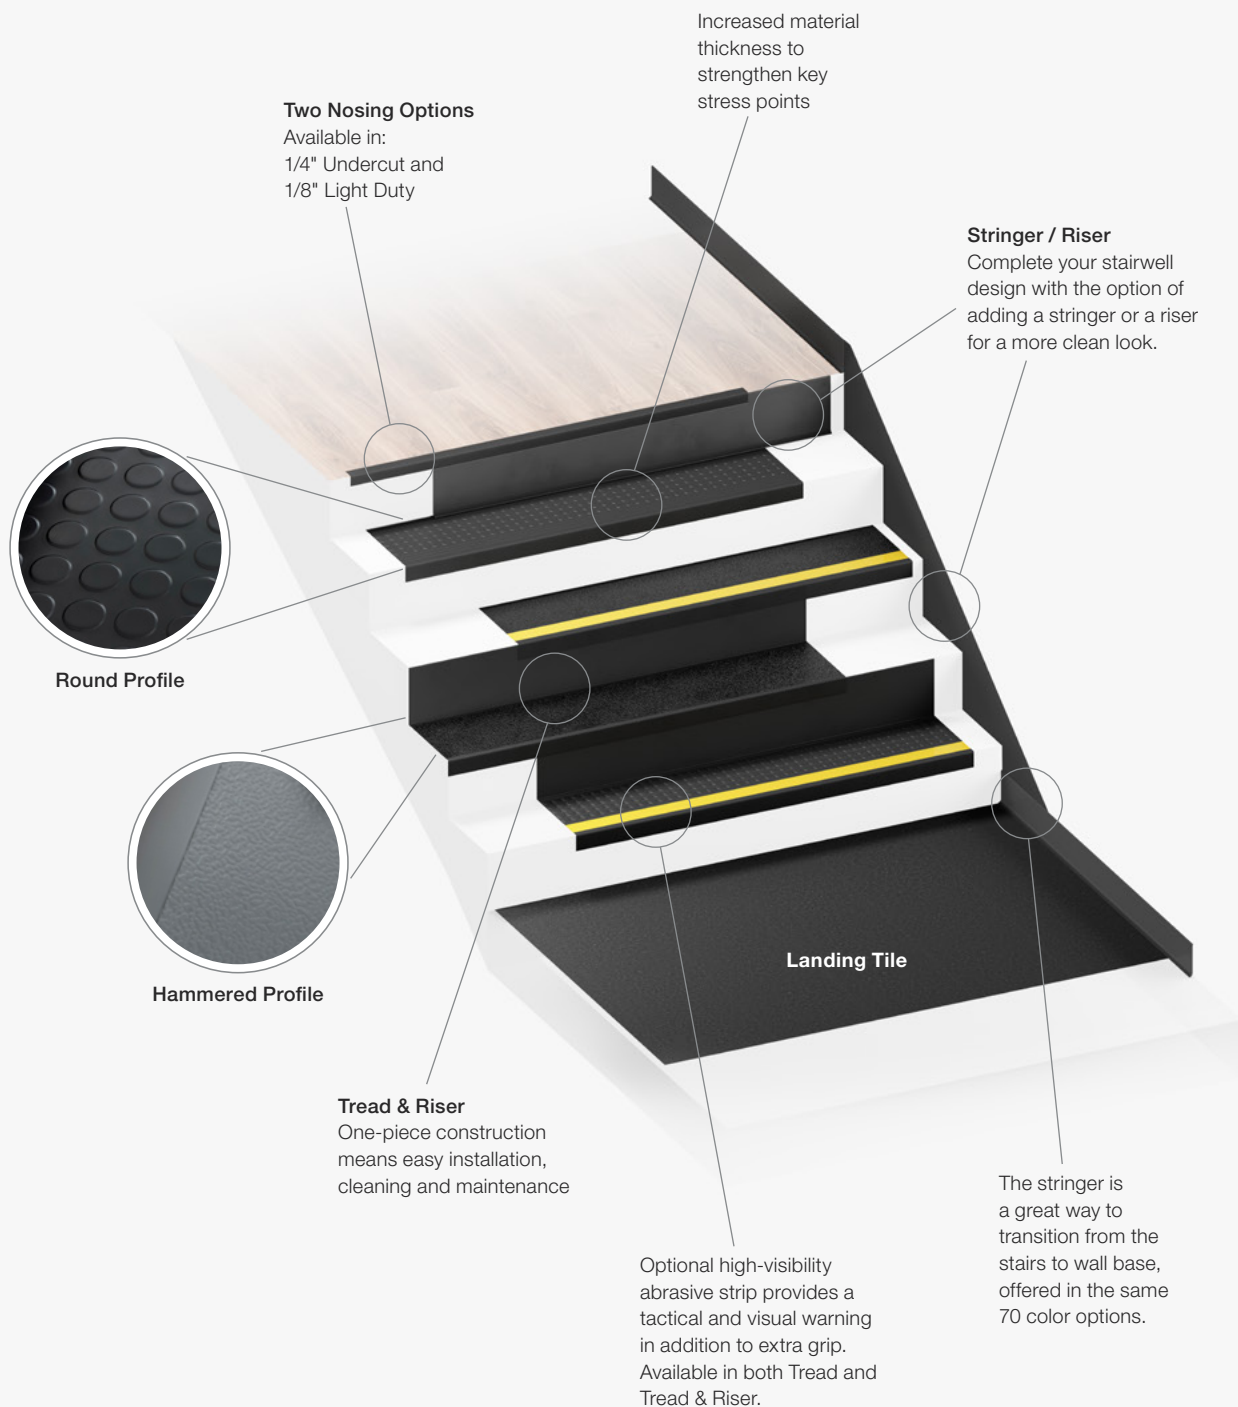 Increased material
thickness to
strengthen key
stress points
Two Nosing Options
Available in:
1/4" Undercut and
1/8" Light Duty
Stringer / Riser
Complete your stairwell
design with the option of
adding a stringer or a riser
for a more clean look.
Round Profile
Hammered Profile
Landing Tile
Tread & Riser
One-piece construction
means easy installation,
cleaning and maintenance
The stringer is
a great way to
transition from the
stairs to wall base,
offered in the same
70 color options.
Optional high-visibility
abrasive strip provides a
tactical and visual warning
in addition to extra grip.
Available in both Tread and
Tread & Riser.